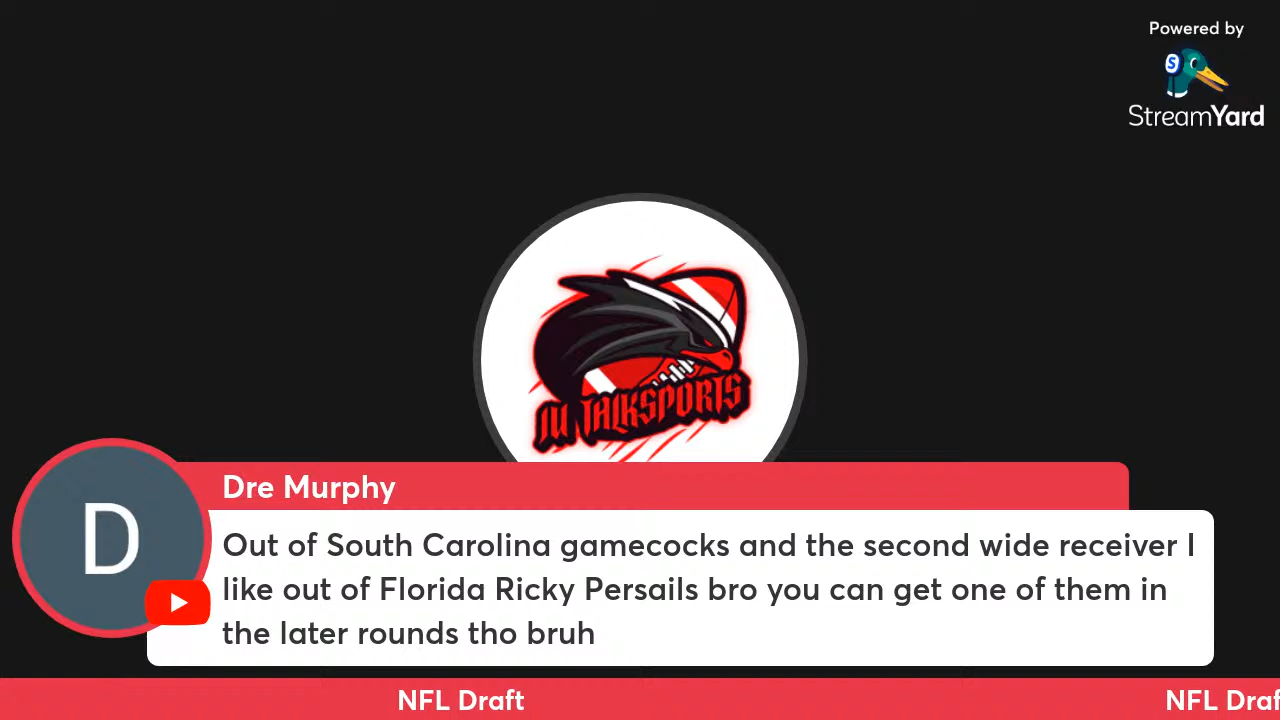 Powered by
S
StreamYard
TALKSPORTS
Dre Murphy
D
Out of South Carolina gamecocks and the second wide receiver I
like out of Florida Ricky Persails bro you can get one of them in
the later rounds tho bruh
NFL Draft
NFL Draf